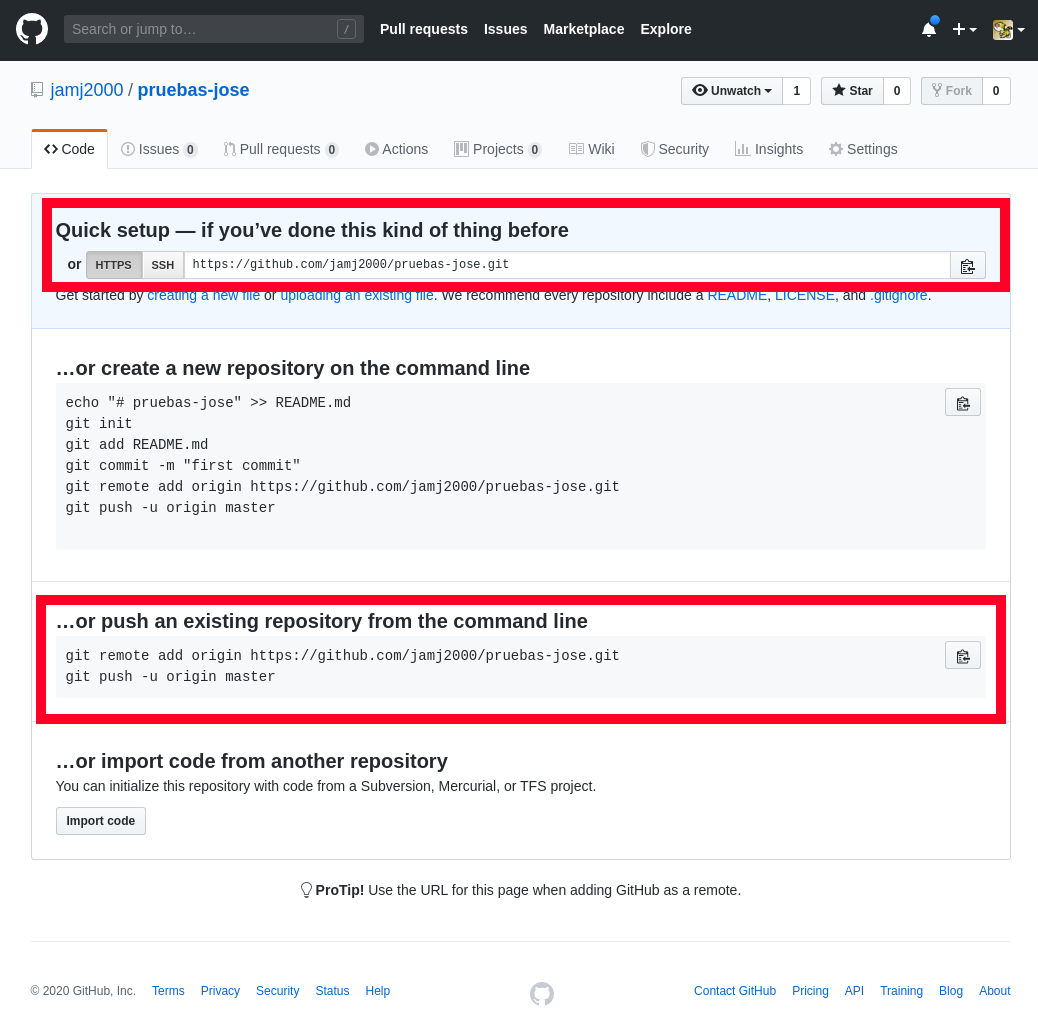 Search or jump to… / Pull requests Issues Marketplace Explore
jamj2000 / pruebas-jose Unwatch 1 Star 0 Fork 0
Code Issues 0 Pull requests 0 Actions Projects 0 Wiki Security Insights Settings
Quick setup — if you’ve done this kind of thing before
or HTTPS SSH https://github.com/jamj2000/pruebas-jose.git
Get started by creating a new file or uploading an existing file. We recommend every repository include a README, LICENSE, and .gitignore.
…or create a new repository on the command line
echo "# pruebas-jose" >> README.md
git init
git add README.md
git commit -m "first commit"
git remote add origin https://github.com/jamj2000/pruebas-jose.git
git push -u origin master
…or push an existing repository from the command line
git remote add origin https://github.com/jamj2000/pruebas-jose.git
git push -u origin master
…or import code from another repository
You can initialize this repository with code from a Subversion, Mercurial, or TFS project.
Import code
ProTip! Use the URL for this page when adding GitHub as a remote.
© 2020 GitHub, Inc. Terms Privacy Security Status Help Contact GitHub Pricing API Training Blog About